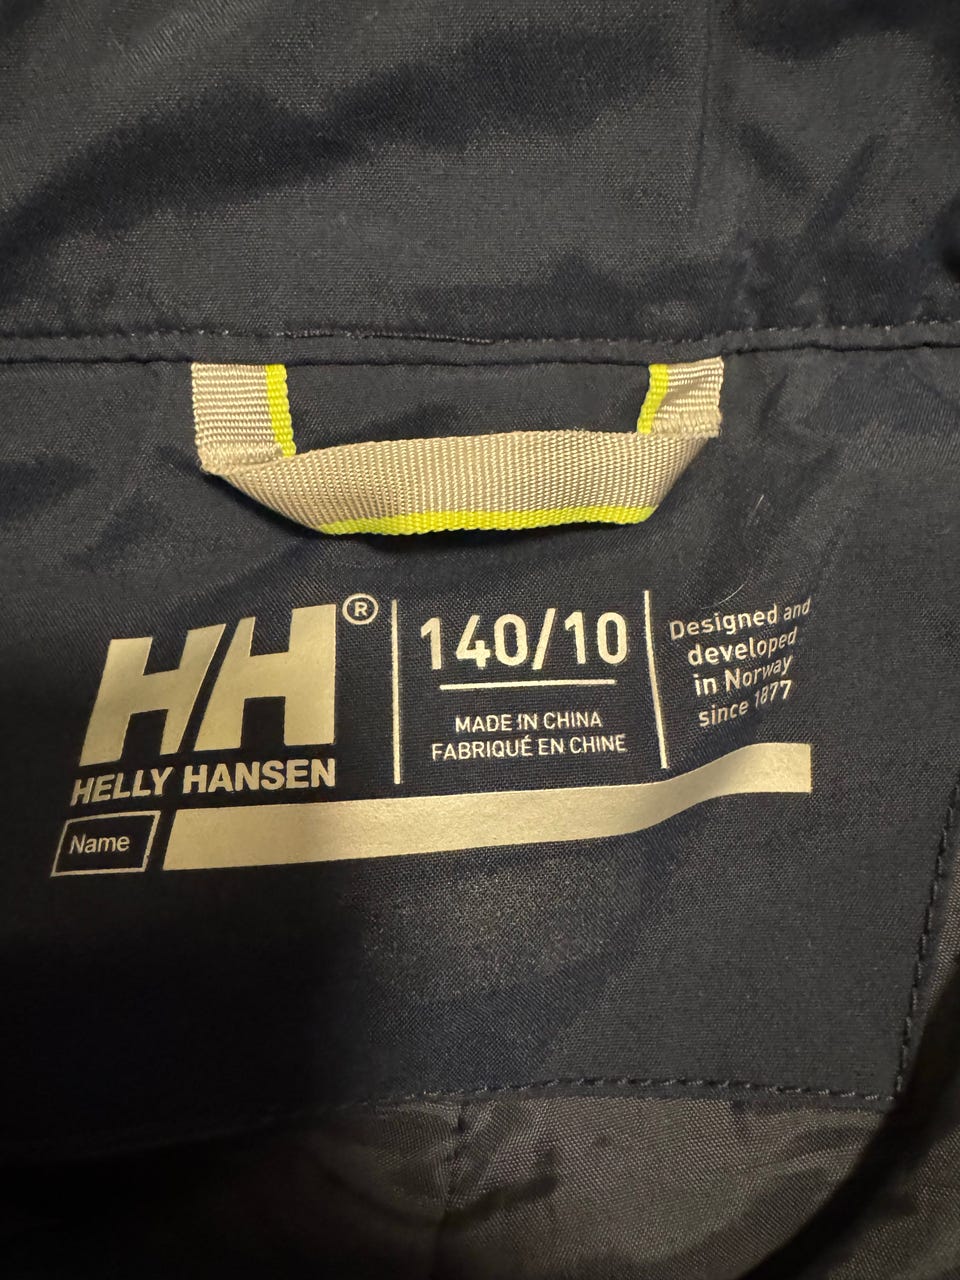 HH®
HELLY HANSEN
140/10
MADE IN CHINA
FABRIQUÉ EN CHINE
Designed and
developed
in Norway
since 1877
Name